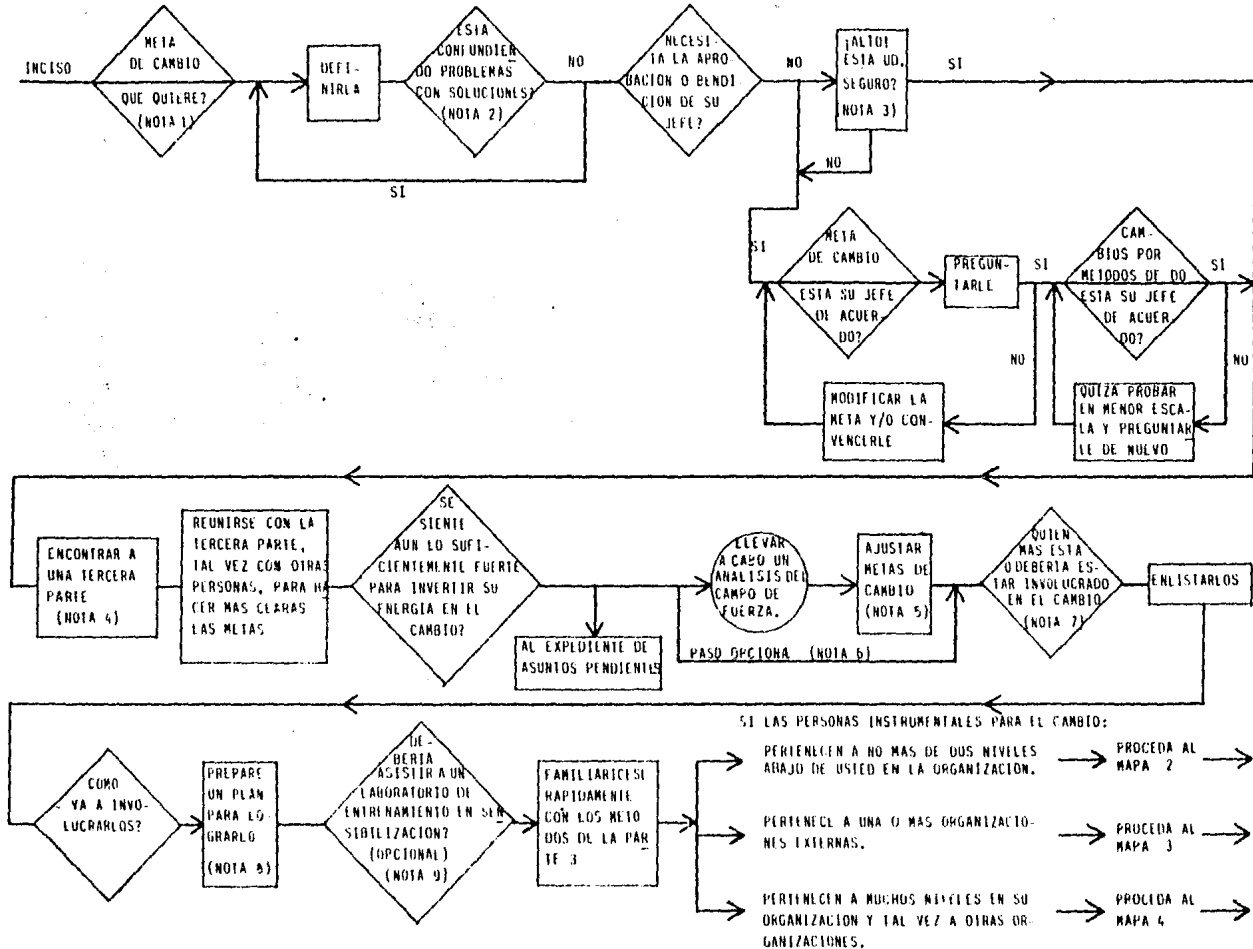 INCISO
META
DE CAMBIO
QUE QUIERE?
(NOTA 1)
DEFI-
NIRLA
ESTA
CONFUNDIEN
DO PROBLEMAS
CON SOLUCIONES?
(NOTA 2)
NO
SI
NECESI-
TA LA APRO-
BACION O BENDI-
CION DE SU
JEFE?
NO
¡ALTO!
ESTA UD.
SEGURO?
(NOTA 3)
SI
NO
SI
META
DE CAMBIO
ESTA SU JEFE
DE ACUER-
DO?
PREGUN-
TARLE
SI
NO
MODIFICAR LA
META Y/O CON-
VENCERLE
CAM-
BIOS POR
METODOS DE DO
ESTA SU JEFE
DE ACUER-
DO?
SI
NO
QUIZA PROBAR
EN MENOR ESCA-
LA Y PREGUNTAR
LE DE NUEVO
ENCONTRAR A
UNA TERCERA
PARTE
(NOTA 4)
REUNIRSE CON LA
TERCERA PARTE,
TAL VEZ CON OTRAS
PERSONAS, PARA HA
CER MAS CLARAS
LAS METAS
SE
SIENTE
AUN LO SUFI-
CIENTEMENTE FUERTE
PARA INVERTIR SU
ENERGIA EN EL
CAMBIO?
AL EXPEDIENTE DE
ASUNTOS PENDIENTES
LLEVAR
A CABO UN
ANALISIS DEL
CAMPO DE
FUERZA.
PASO OPCIONA (NOTA 6)
AJUSTAR
METAS DE
CAMBIO
(NOTA 5)
QUIEN
MAS ESTA
O DEBERIA ES-
TAR INVOLUCRADO
EN EL CAMBIO
(NOTA 7)
ENLISTARLOS
COMO
- VA A INVO-
LUCRARLOS?
PREPARE
UN PLAN
PARA LO-
GRARLO
(NOTA 8)
DE-
BERIA
ASISTIR A UN
LABORATORIO DE
ENTRENAMIENTO EN SEN
SIBILIZACION?
(OPCIONAL)
(NOTA 9)
FAMILIARICESE
RAPIDAMENTE
CON LOS METO
DOS DE LA PAR
TE 3
SI LAS PERSONAS INSTRUMENTALES PARA EL CAMBIO:
PERTENECEN A NO MAS DE DOS NIVELES
ABAJO DE USTED EN LA ORGANIZACION.
PROCEDA AL
MAPA 2
PERTENECE A UNA O MAS ORGANIZACIO-
NES EXTERNAS.
PROCEDA AL
MAPA 3
PERTENECEN A MUCHOS NIVELES EN SU
ORGANIZACION Y TAL VEZ A OTRAS OR-
GANIZACIONES.
PROCEDA AL
MAPA 4